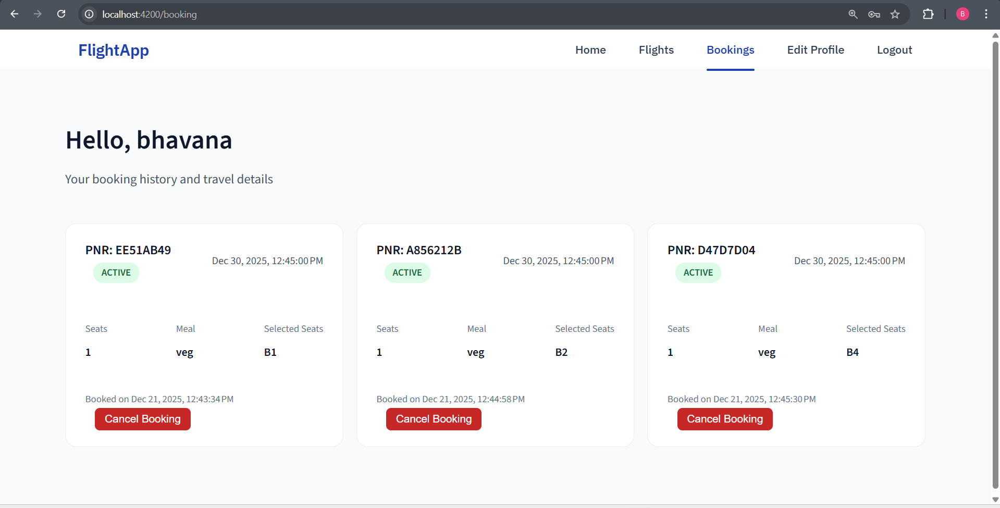 localhost:4200/booking
B
FlightApp
Home Flights Bookings Edit Profile Logout
Hello, bhavana
Your booking history and travel details
PNR: EE51AB49
ACTIVE
Dec 30, 2025, 12:45:00 PM
Seats Meal Selected Seats
1 veg B1
Booked on Dec 21, 2025, 12:43:34 PM
Cancel Booking
PNR: A856212B
ACTIVE
Dec 30, 2025, 12:45:00 PM
Seats Meal Selected Seats
1 veg B2
Booked on Dec 21, 2025, 12:44:58 PM
Cancel Booking
PNR: D47D7D04
ACTIVE
Dec 30, 2025, 12:45:00 PM
Seats Meal Selected Seats
1 veg B4
Booked on Dec 21, 2025, 12:45:30 PM
Cancel Booking